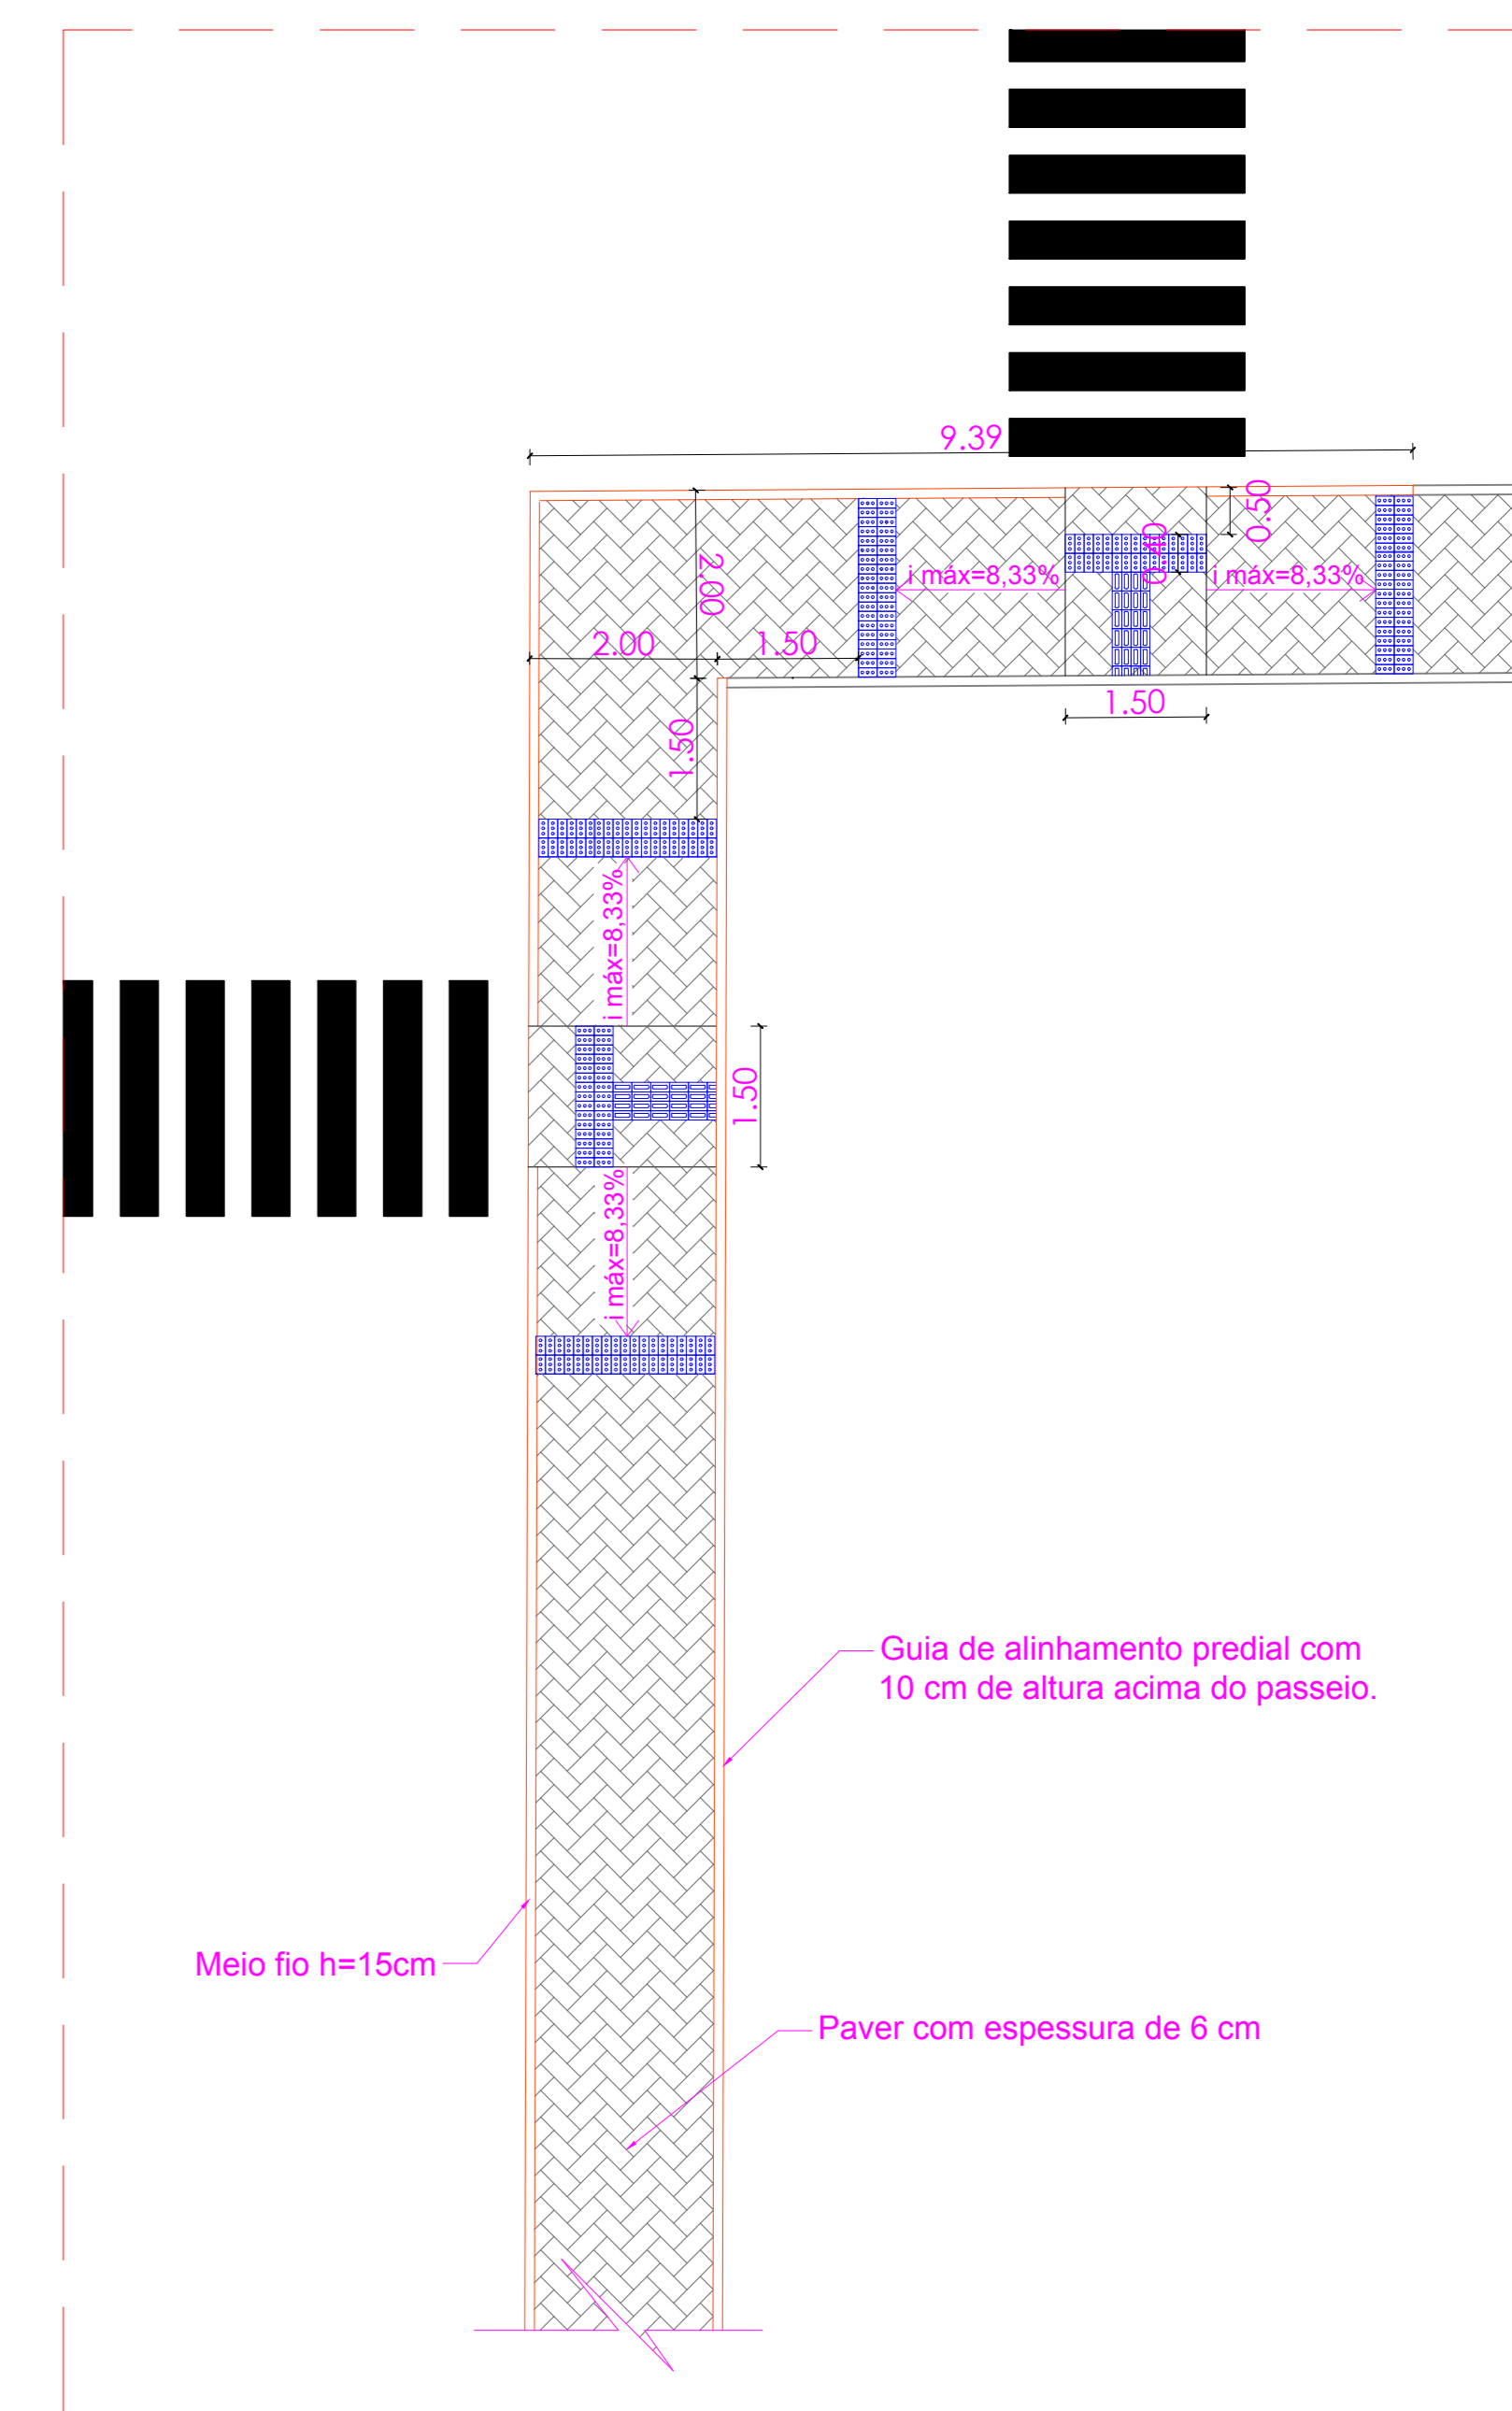 9.39
0.50
0.40
i máx=8,33%
i máx=8,33%
2.00
2.00
1.50
1.50
1.50
i máx=8,33%
1.50
i máx=8,33%
Guia de alinhamento predial com
10 cm de altura acima do passeio.
Meio fio h=15cm
Paver com espessura de 6 cm